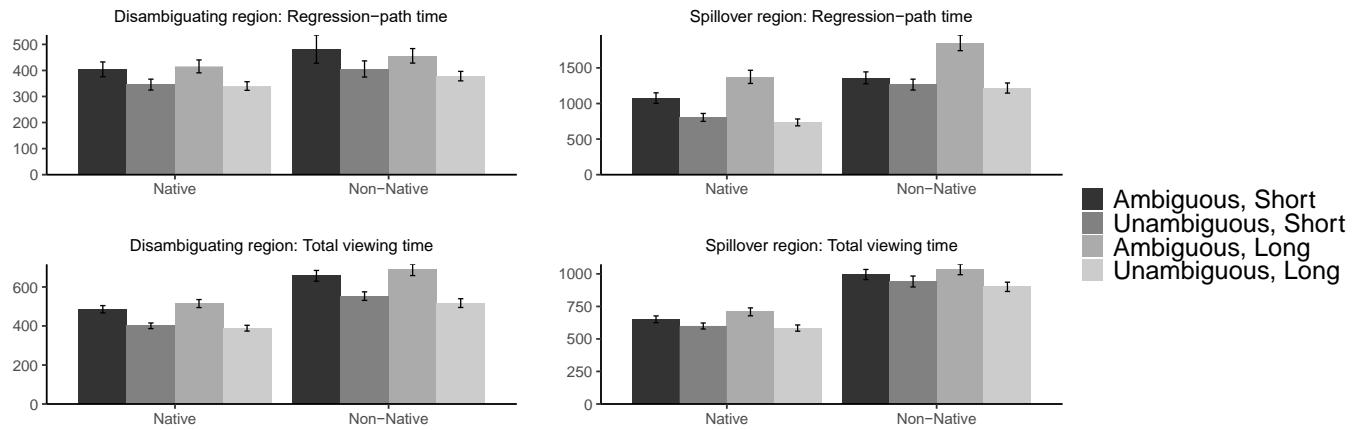 Disambiguating region: Regression−path time
500
400
300
200
100
0
Native
Non−Native
Spillover region: Regression−path time
1500
1000
500
0
Native
Non−Native
Disambiguating region: Total viewing time
600
400
200
0
Native
Non−Native
Spillover region: Total viewing time
1000
750
500
250
0
Native
Non−Native
Ambiguous, Short
Unambiguous, Short
Ambiguous, Long
Unambiguous, Long